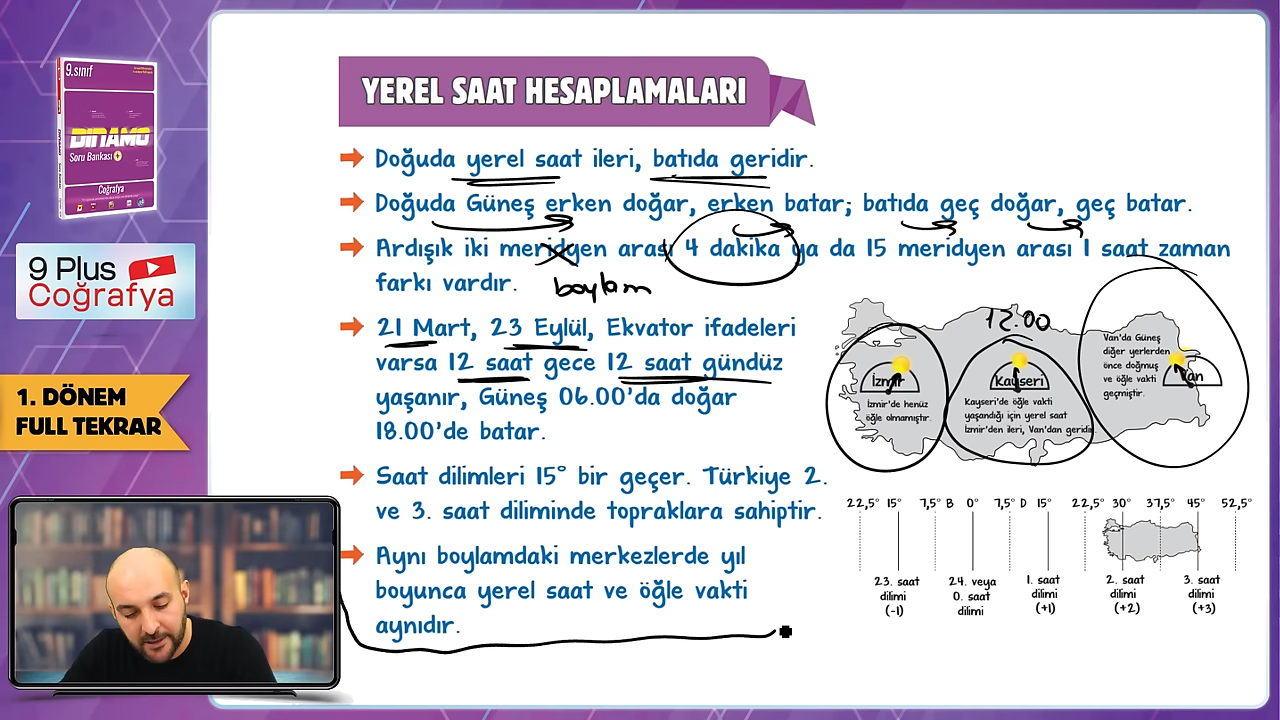 9.sınıf
DINAMO
Soru Bankası +
Coğrafya
9 Plus
Coğrafya
1. DÖNEM
FULL TEKRAR
YEREL SAAT HESAPLAMALARI
Doğuda yerel saat ileri, batıda geridir.
Doğuda Güneş erken doğar, erken batar; batıda geç doğar, geç batar.
Ardışık iki meridyen arası 4 dakika ya da 15 meridyen arası 1 saat zaman
farkı vardır.
boylam
21 Mart, 23 Eylül, Ekvator ifadeleri
varsa 12 saat gece 12 saat gündüz
yaşanır, Güneş 06.00'da doğar
18.00'de batar.
Saat dilimleri 15° bir geçer. Türkiye 2.
ve 3. saat diliminde topraklara sahiptir.
Aynı boylamdaki merkezlerde yıl
boyunca yerel saat ve öğle vakti
aynıdır.
12.00
İzmir
İzmir'de henüz
öğle olmamıştır.
Kayseri
Kayseri'de öğle vakti
yaşandığı için yerel saat
İzmir'den ileri, Van'dan geridir.
Van'da Güneş
diğer yerlerden
önce doğmuş
ve öğle vakti
geçmiştir.
Van
22,5° 15° 7,5° B 0° 7,5° D 15° 22,5° 30° 37,5° 45° 52,5°
23. saat
dilimi
(-1)
24. veya
0. saat
dilimi
1. saat
dilimi
(+1)
2. saat
dilimi
(+2)
3. saat
dilimi
(+3)